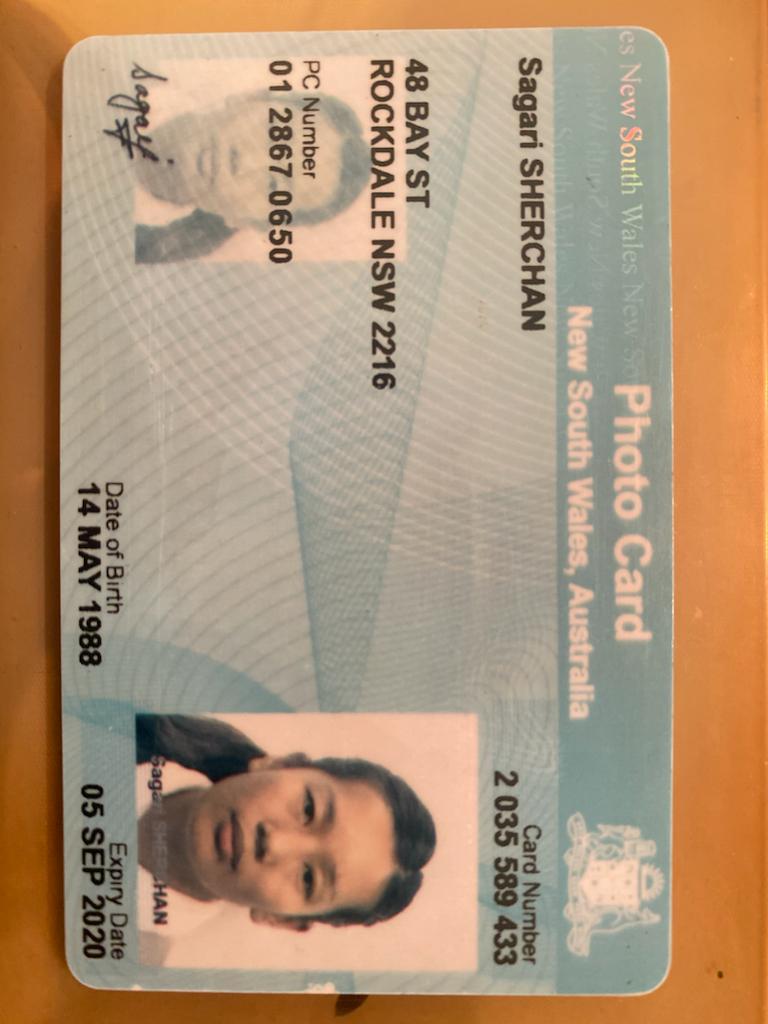 es New South Wales New So
Photo Card
New South Wales, Australia
Sagari SHERCHAN
Card Number
2 035 589 433
48 BAY ST
ROCKDALE NSW 2216
PC Number
01 2867 0650
Sagari
Sagari SHERCHAN
Date of Birth
14 MAY 1988
Expiry Date
05 SEP 2020